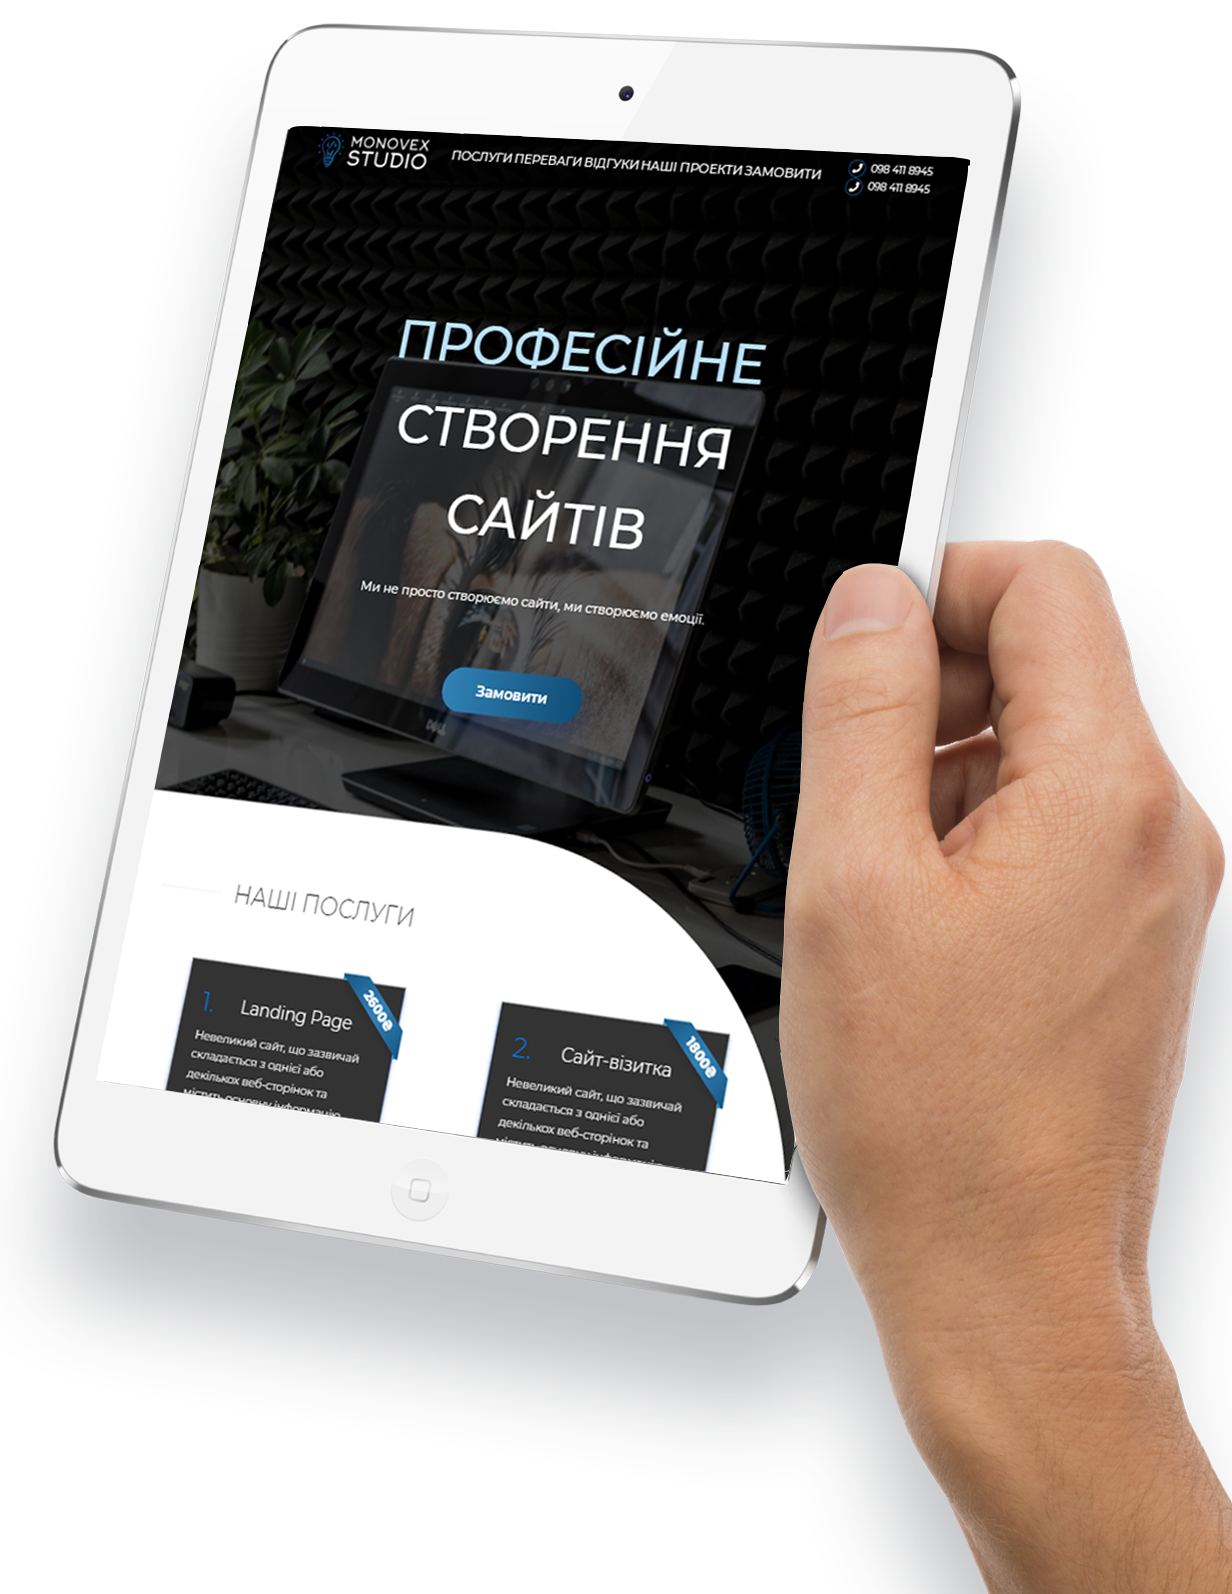 MONOVEX
STUDIO
ПОСЛУГИ ПЕРЕВАГИ ВІДГУКИ НАШІ ПРОЕКТИ ЗАМОВИТИ
098 411 8945
098 411 8945
ПРОФЕСІЙНЕ
СТВОРЕННЯ
САЙТІВ
Ми не просто створюємо сайти, ми створюємо емоції.
Замовити
DELL
НАШІ ПОСЛУГИ
1. Landing Page
2600₴
Невеликий сайт, що зазвичай
складається з однієї або
декількох веб-сторінок та
містить основну інформацію
2. Сайт-візитка
1800₴
Невеликий сайт, що зазвичай
складається з однієї або
декількох веб-сторінок та